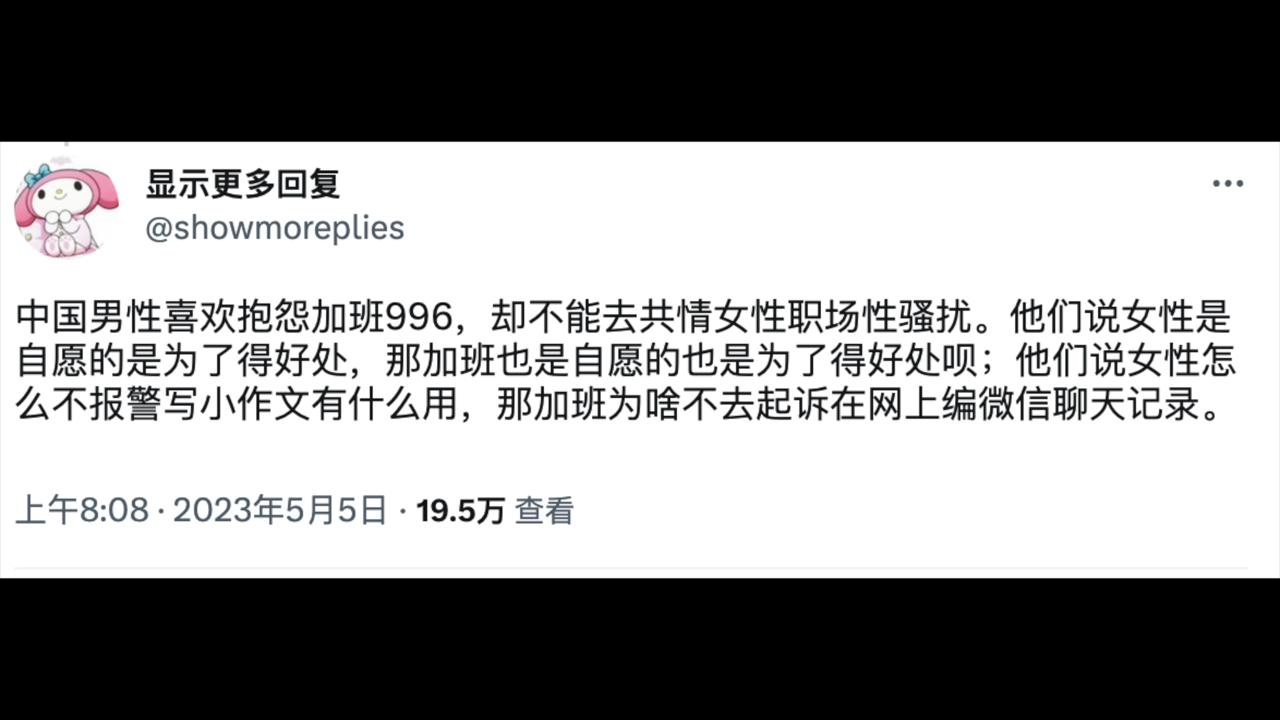 显示更多回复
@showmoreplies
中国男性喜欢抱怨加班996，却不能去共情女性职场性骚扰。他们说女性是
自愿的是为了得好处，那加班也是自愿的也是为了得好处呗；他们说女性怎
么不报警写小作文有什么用，那加班为啥不去起诉在网上编微信聊天记录。
上午8:08 · 2023年5月5日 · 19.5万 查看